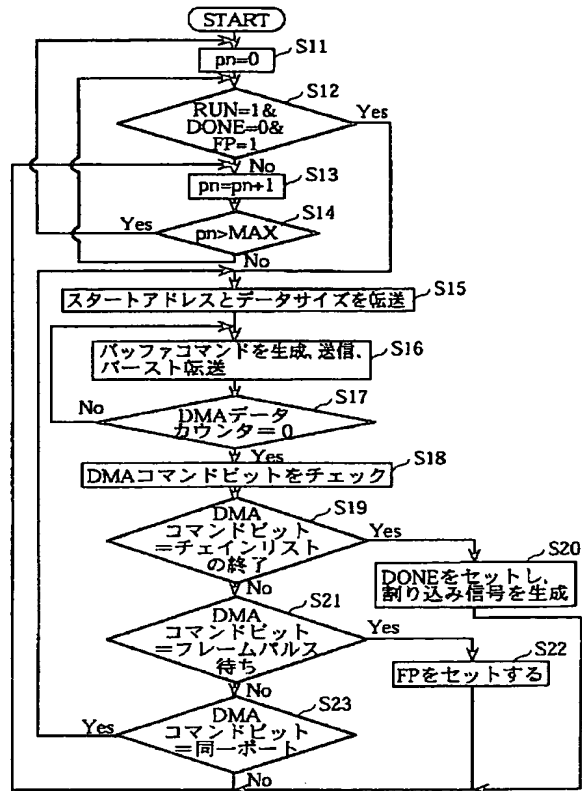 START
S11
pn=0
S12
RUN=1&
DONE=0&
FP=1
Yes
No
S13
pn=pn+1
S14
Yes
pn>MAX
No
S15
スタートアドレスとデータサイズを転送
S16
バッファコマンドを生成、送信、
バースト転送
S17
No
DMAデータ
カウンタ＝0
Yes
S18
DMAコマンドビットをチェック
S19
DMA
コマンドビット
＝チェインリスト
の終了
Yes
No
S20
DONEをセットし、
割り込み信号を生成
S21
DMA
コマンドビット
＝フレームパルス
待ち
Yes
No
S22
FPをセットする
S23
DMA
コマンドビット
＝同一ポート
Yes
No